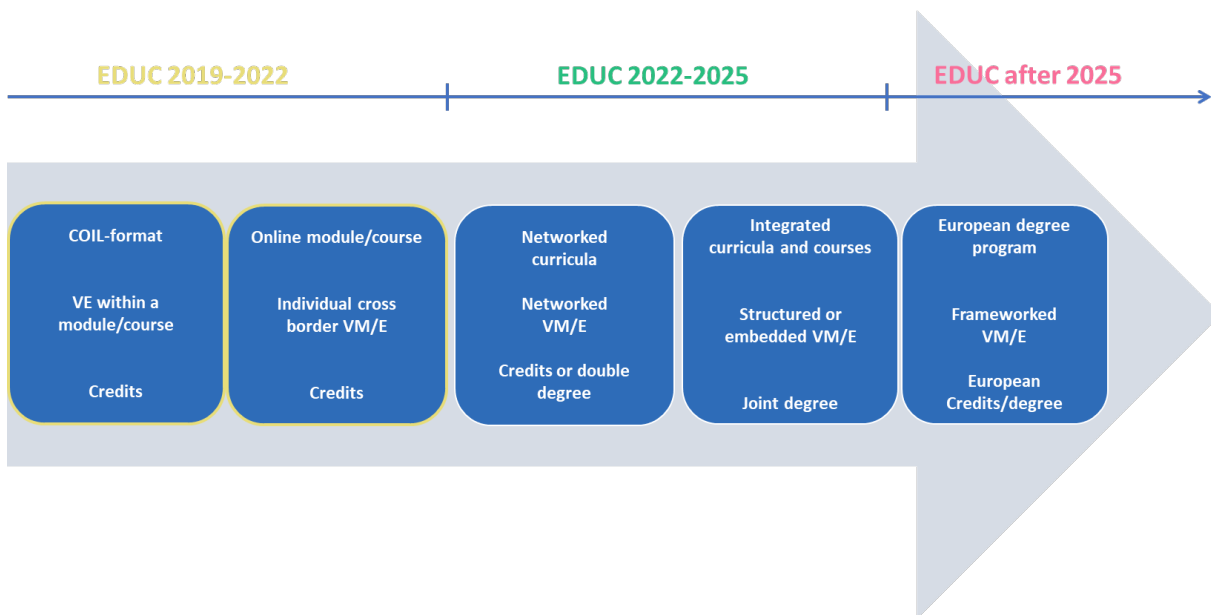 EDUC 2019-2022
EDUC 2022-2025
EDUC after 2025
COIL-format
VE within a
module/course
Credits
Online module/course
Individual cross
border VM/E
Credits
Networked
curricula
Networked
VM/E
Credits or double
degree
Integrated
curricula and courses
Structured or
embedded VM/E
Joint degree
European degree
program
Frameworked
VM/E
European
Credits/degree